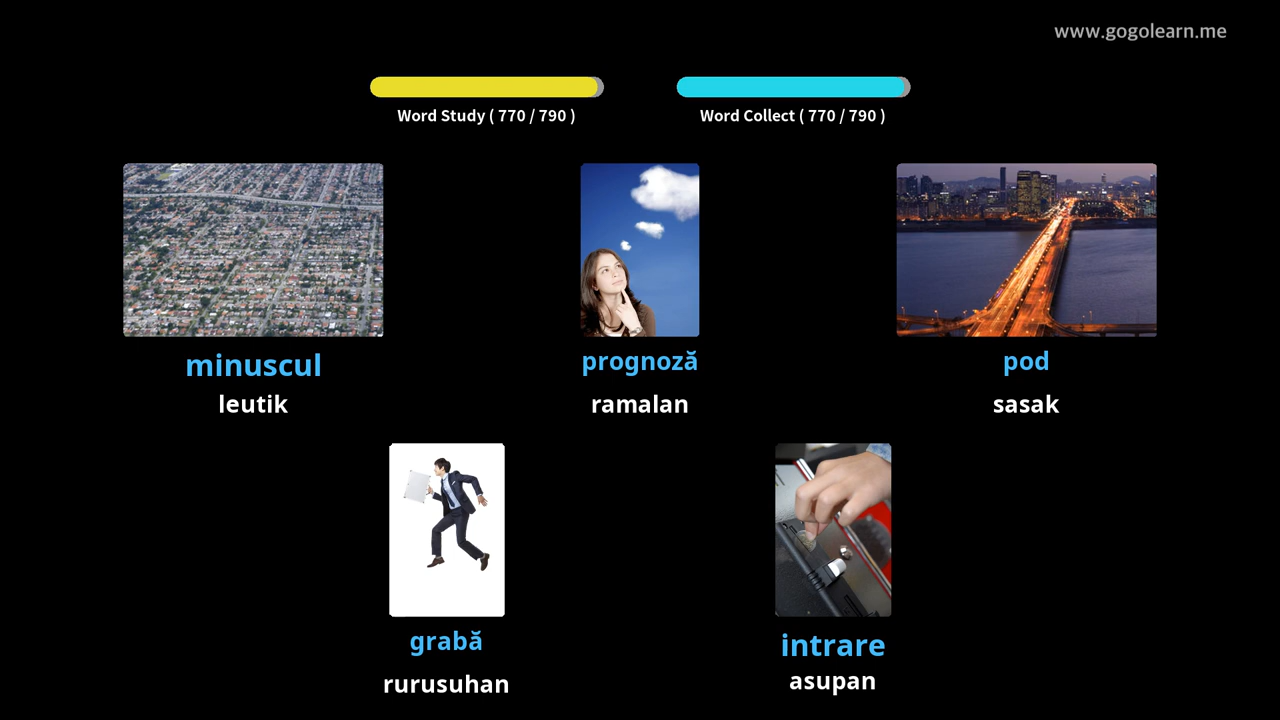 www.gogolearn.me
Word Study ( 770 / 790 )
Word Collect ( 770 / 790 )
minuscul
leutik
prognoză
ramalan
pod
sasak
grabă
rurusuhan
intrare
asupan